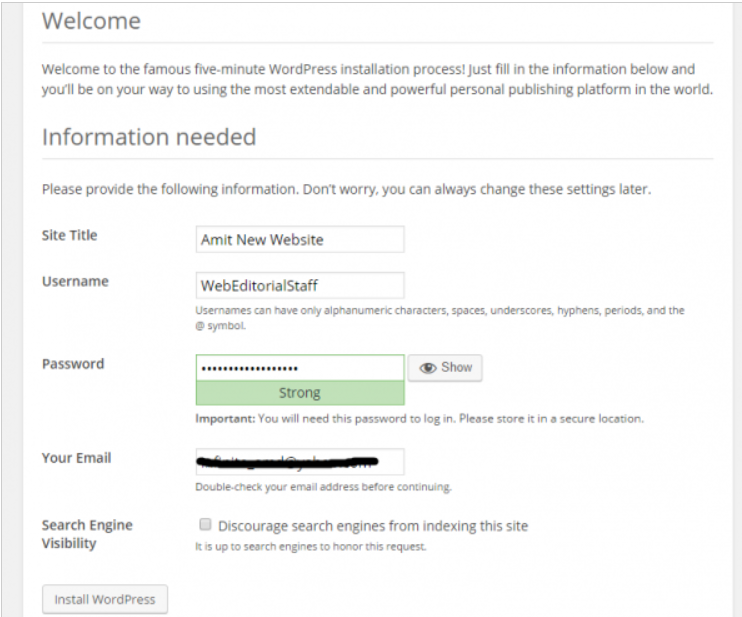 Welcome
Welcome to the famous five-minute WordPress installation process! Just fill in the information below and
you'll be on your way to using the most extendable and powerful personal publishing platform in the world.
Information needed
Please provide the following information. Don't worry, you can always change these settings later.
Site Title
Amit New Website
Username
WebEditorialStaff
Usernames can have only alphanumeric characters, spaces, underscores, hyphens, periods, and the
@ symbol.
Password
••••••••••••••••••
Show
Strong
Important: You will need this password to log in. Please store it in a secure location.
Your Email
Double-check your email address before continuing.
Search Engine
Visibility
Discourage search engines from indexing this site
It is up to search engines to honor this request.
Install WordPress